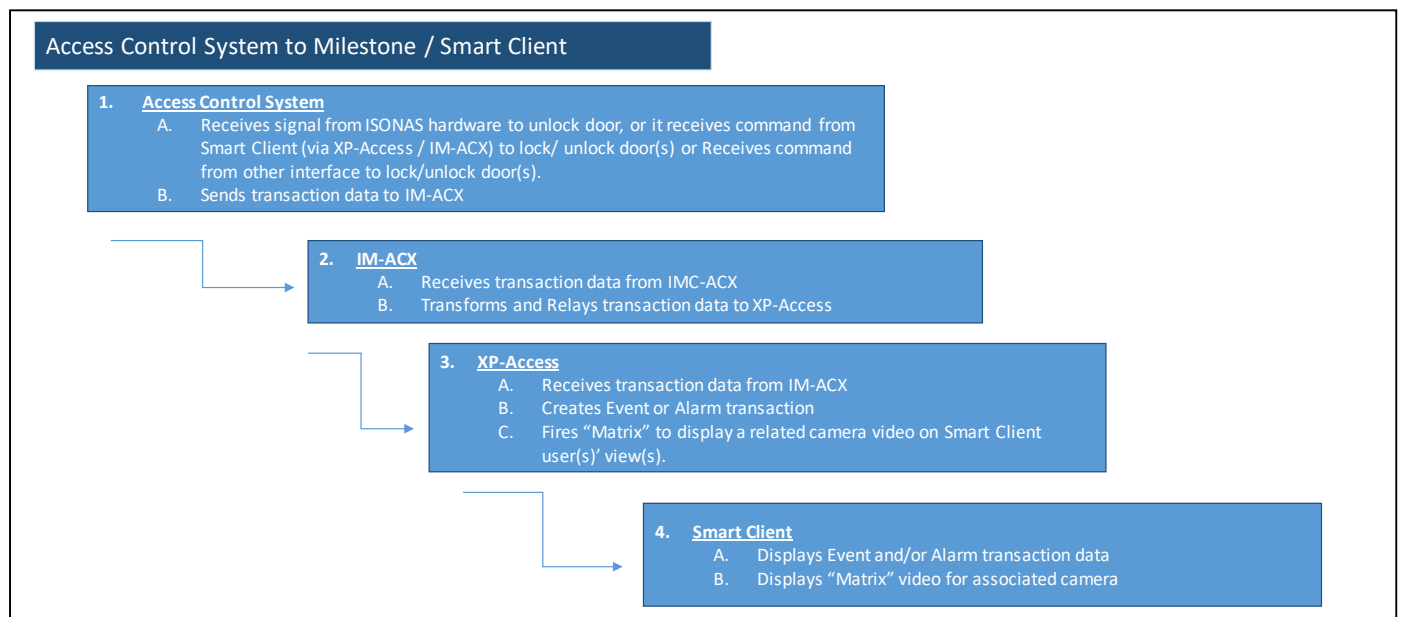 Access Control System to Milestone / Smart Client
1. Access Control System
A. Receives signal from ISONAS hardware to unlock door, or it receives command from
Smart Client (via XP-Access / IM-ACX) to lock/ unlock door(s) or Receives command
from other interface to lock/unlock door(s).
B. Sends transaction data to IM-ACX
2. IM-ACX
A. Receives transaction data from IMC-ACX
B. Transforms and Relays transaction data to XP-Access
3. XP-Access
A. Receives transaction data from IM-ACX
B. Creates Event or Alarm transaction
C. Fires “Matrix” to display a related camera video on Smart Client
user(s)’ view(s).
4. Smart Client
A. Displays Event and/or Alarm transaction data
B. Displays “Matrix” video for associated camera